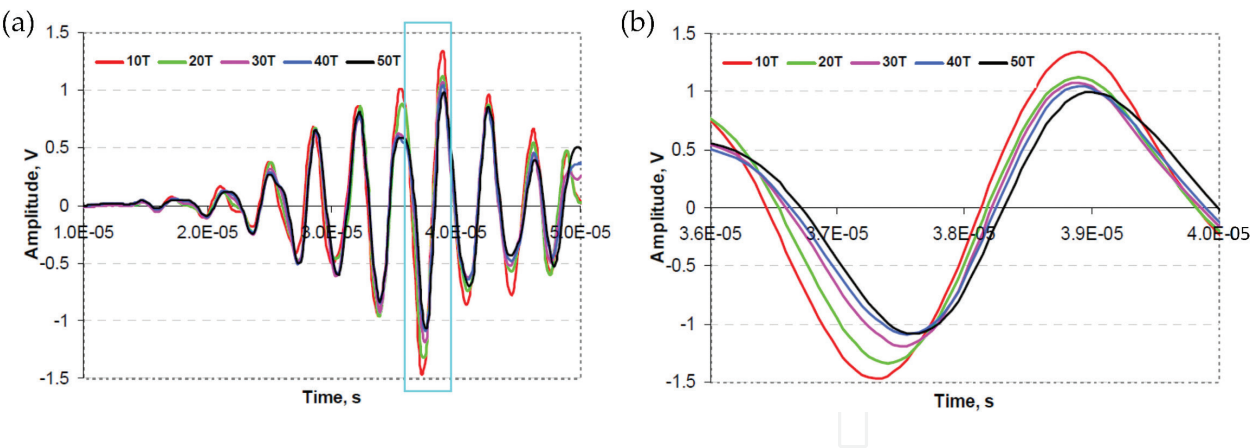 (a)
Amplitude, V
1.5
1
0.5
0
-0.5
-1
-1.5
10T 20T 30T 40T 50T
1.0E-05 2.0E-05 3.0E-05 4.0E-05 5.0E-05
Time, s
(b)
Amplitude, V
1.5
1
0.5
0
-0.5
-1
-1.5
10T 20T 30T 40T 50T
3.6E-05 3.7E-05 3.8E-05 3.9E-05 4.0E-05
Time, s